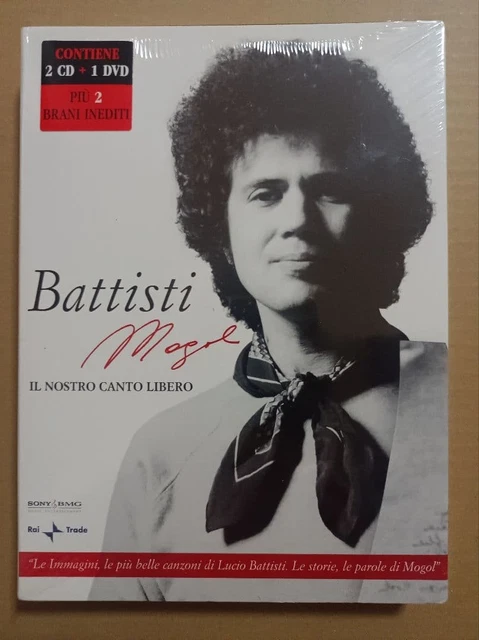 CONTIENE
2 CD + 1 DVD
PIÙ 2
BRANI INEDITI
Battisti
Mogol
IL NOSTRO CANTO LIBERO
SONY BMG
Rai Trade
"Le Immagini, le più belle canzoni di Lucio Battisti. Le storie, le parole di Mogol"